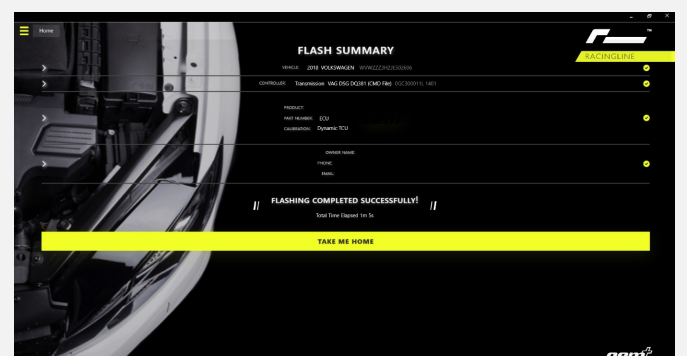 Home
FLASH SUMMARY
RACINGLINE
VEHICLE: 2018 VOLKSWAGEN
CONTROLLER: Transmission VAG DSG DQ381 (CMO File)
PRODUCT:
PART NUMBER: ECU
CALIBRATION: Dynamic TCU
OWNER NAME:
PHONE:
EMAIL:
// FLASHING COMPLETED SUCCESSFULLY! //
Total Time Elapsed 1m 5s
TAKE ME HOME